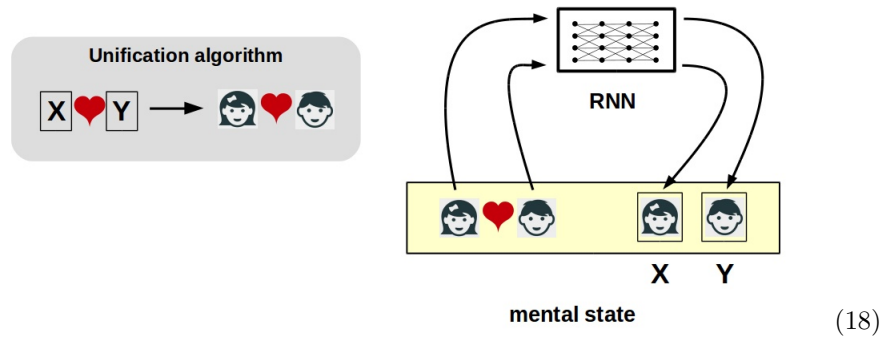 Unification algorithm
X Y
RNN
X Y
mental state
(18)